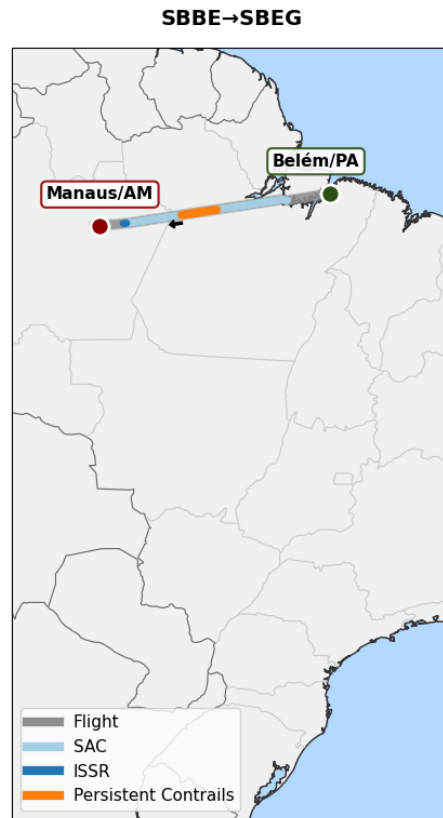 SBBE→SBEG
Belém/PA
Manaus/AM
Flight
SAC
ISSR
Persistent Contrails